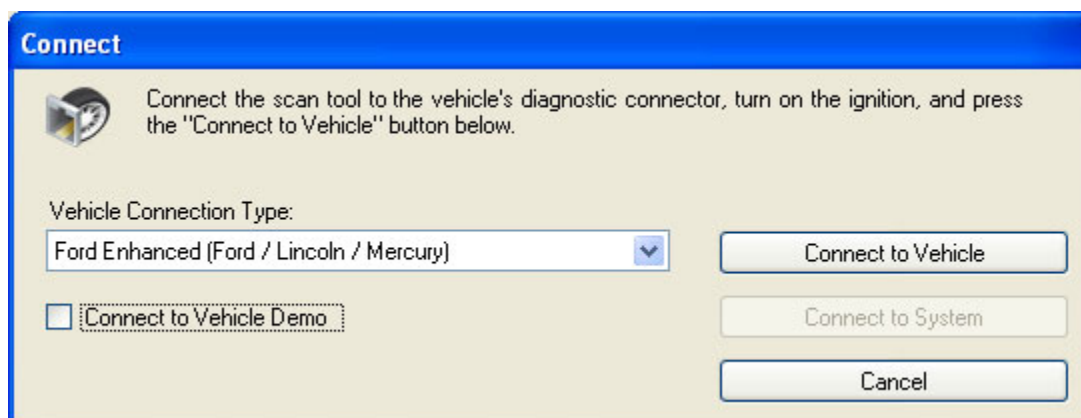 Connect
Connect the scan tool to the vehicle's diagnostic connector, turn on the ignition, and press
the "Connect to Vehicle" button below.
Vehicle Connection Type:
Ford Enhanced (Ford / Lincoln / Mercury)
Connect to Vehicle
Connect to Vehicle Demo
Connect to System
Cancel